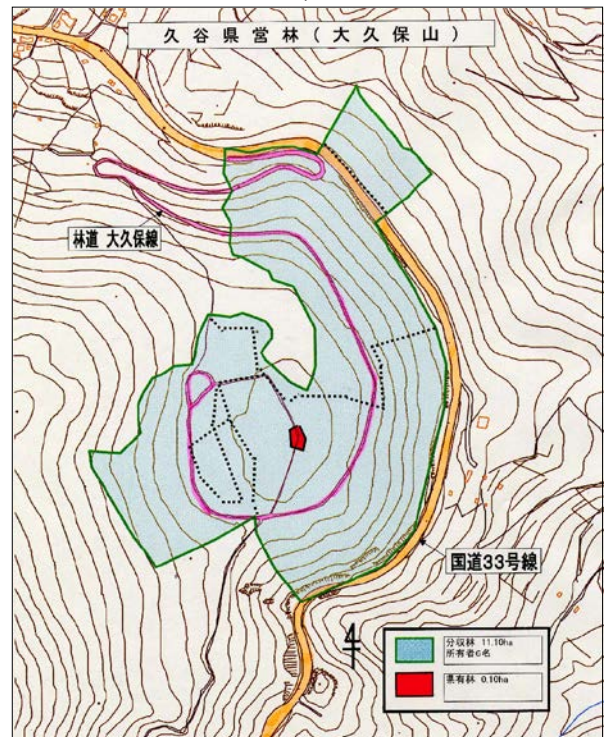 久谷県営林(大久保山)
林道 大久保線
国道33号線
分収林 11.10ha
所有者6名
県有林 0.10ha